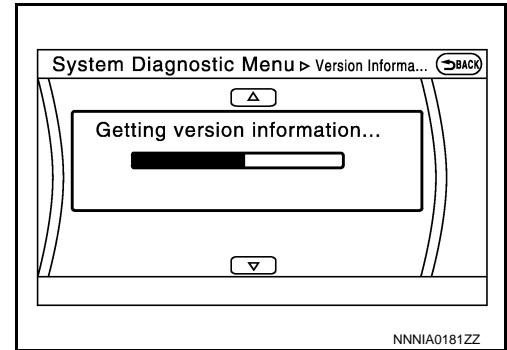 System Diagnostic Menu ▷ Version Informa... BACK
Getting version information...
NNNIA0181ZZ